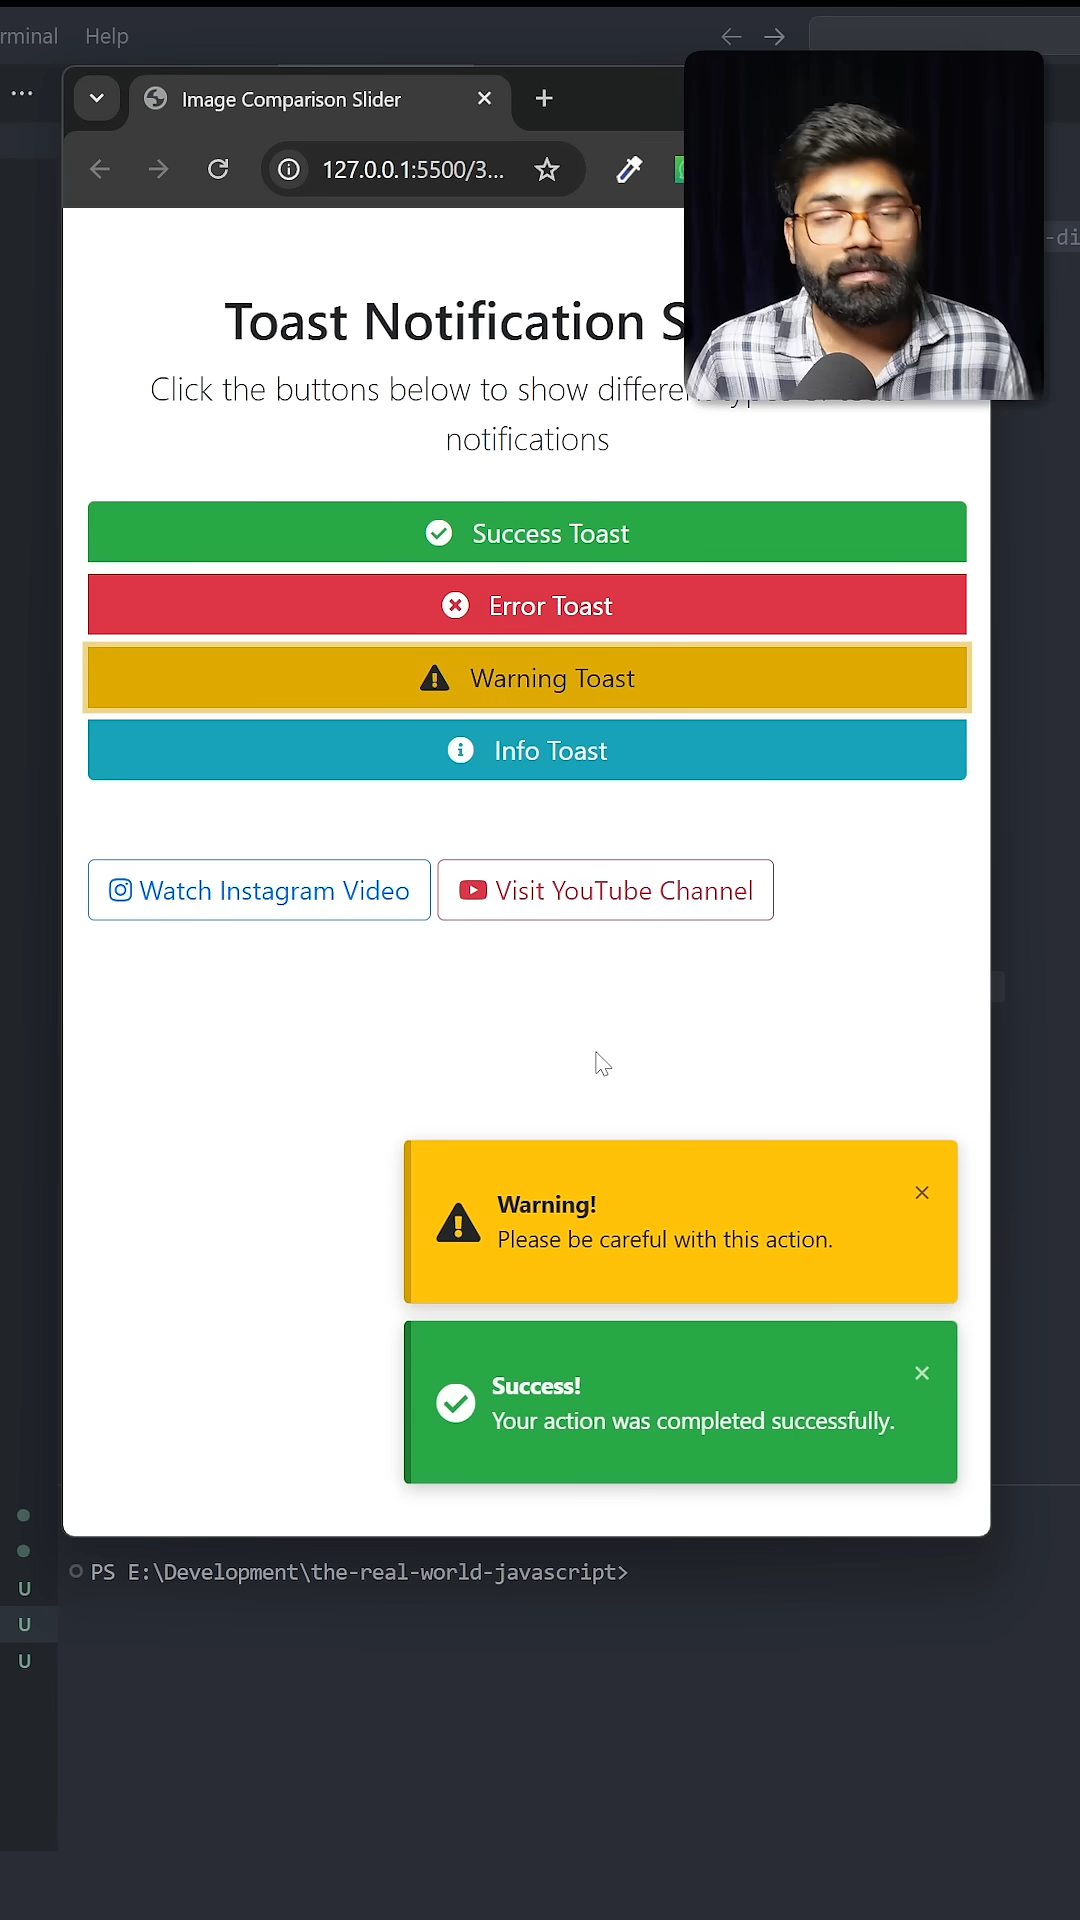 rminal Help
Image Comparison Slider
127.0.0.1:5500/3...
-di
Toast Notification S
Click the buttons below to show
notifications
Success Toast
Error Toast
Warning Toast
Info Toast
Watch Instagram Video
Visit YouTube Channel
Warning!
Please be careful with this action.
Success!
Your action was completed successfully.
PS E:\Development\the-real-world-javascript>
U
U
U